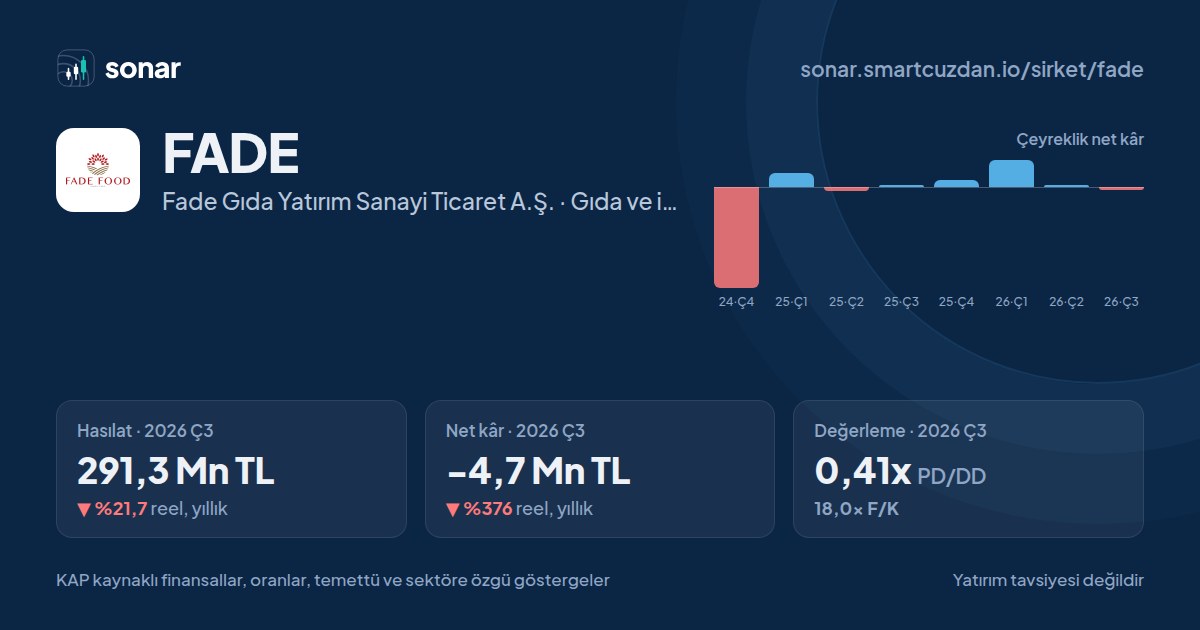 sonar
sonar.smartcuzdan.io/sirket/fade
FADE FOOD
FADE
Fade Gıda Yatırım Sanayi Ticaret A.Ş. · Gıda ve i...
Çeyreklik net kâr
24·Ç4 25·Ç1 25·Ç2 25·Ç3 25·Ç4 26·Ç1 26·Ç2 26·Ç3
Hasılat · 2026 Ç3
291,3 Mn TL
▼ %21,7 reel, yıllık
Net kâr · 2026 Ç3
-4,7 Mn TL
▼ %376 reel, yıllık
Değerleme · 2026 Ç3
0,41x PD/DD
18,0× F/K
KAP kaynaklı finansallar, oranlar, temettü ve sektöre özgü göstergeler
Yatırım tavsiyesi değildir